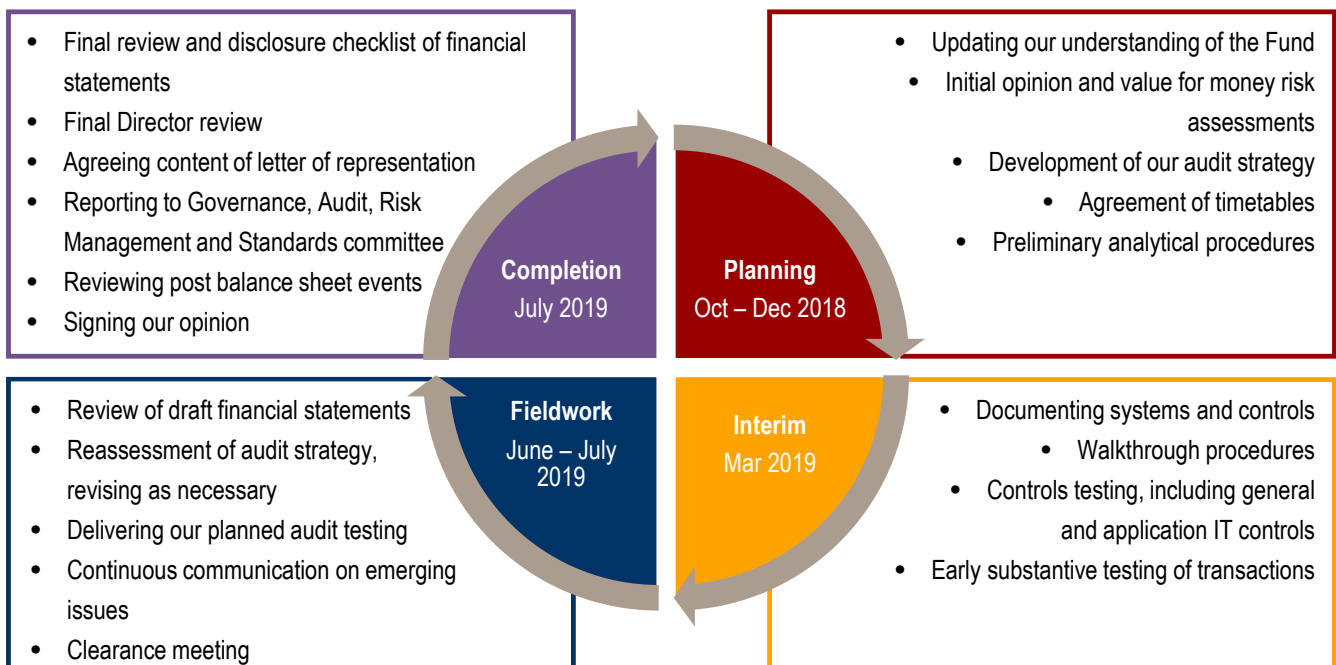 • Final review and disclosure checklist of financial
statements
• Final Director review
• Agreeing content of letter of representation
• Reporting to Governance, Audit, Risk
Management and Standards committee
• Reviewing post balance sheet events
• Signing our opinion
Completion
July 2019
Planning
Oct – Dec 2018
• Updating our understanding of the Fund
• Initial opinion and value for money risk
assessments
• Development of our audit strategy
• Agreement of timetables
• Preliminary analytical procedures
• Review of draft financial statements
• Reassessment of audit strategy,
revising as necessary
• Delivering our planned audit testing
• Continuous communication on emerging
issues
• Clearance meeting
Fieldwork
June – July
2019
Interim
Mar 2019
• Documenting systems and controls
• Walkthrough procedures
• Controls testing, including general
and application IT controls
• Early substantive testing of transactions